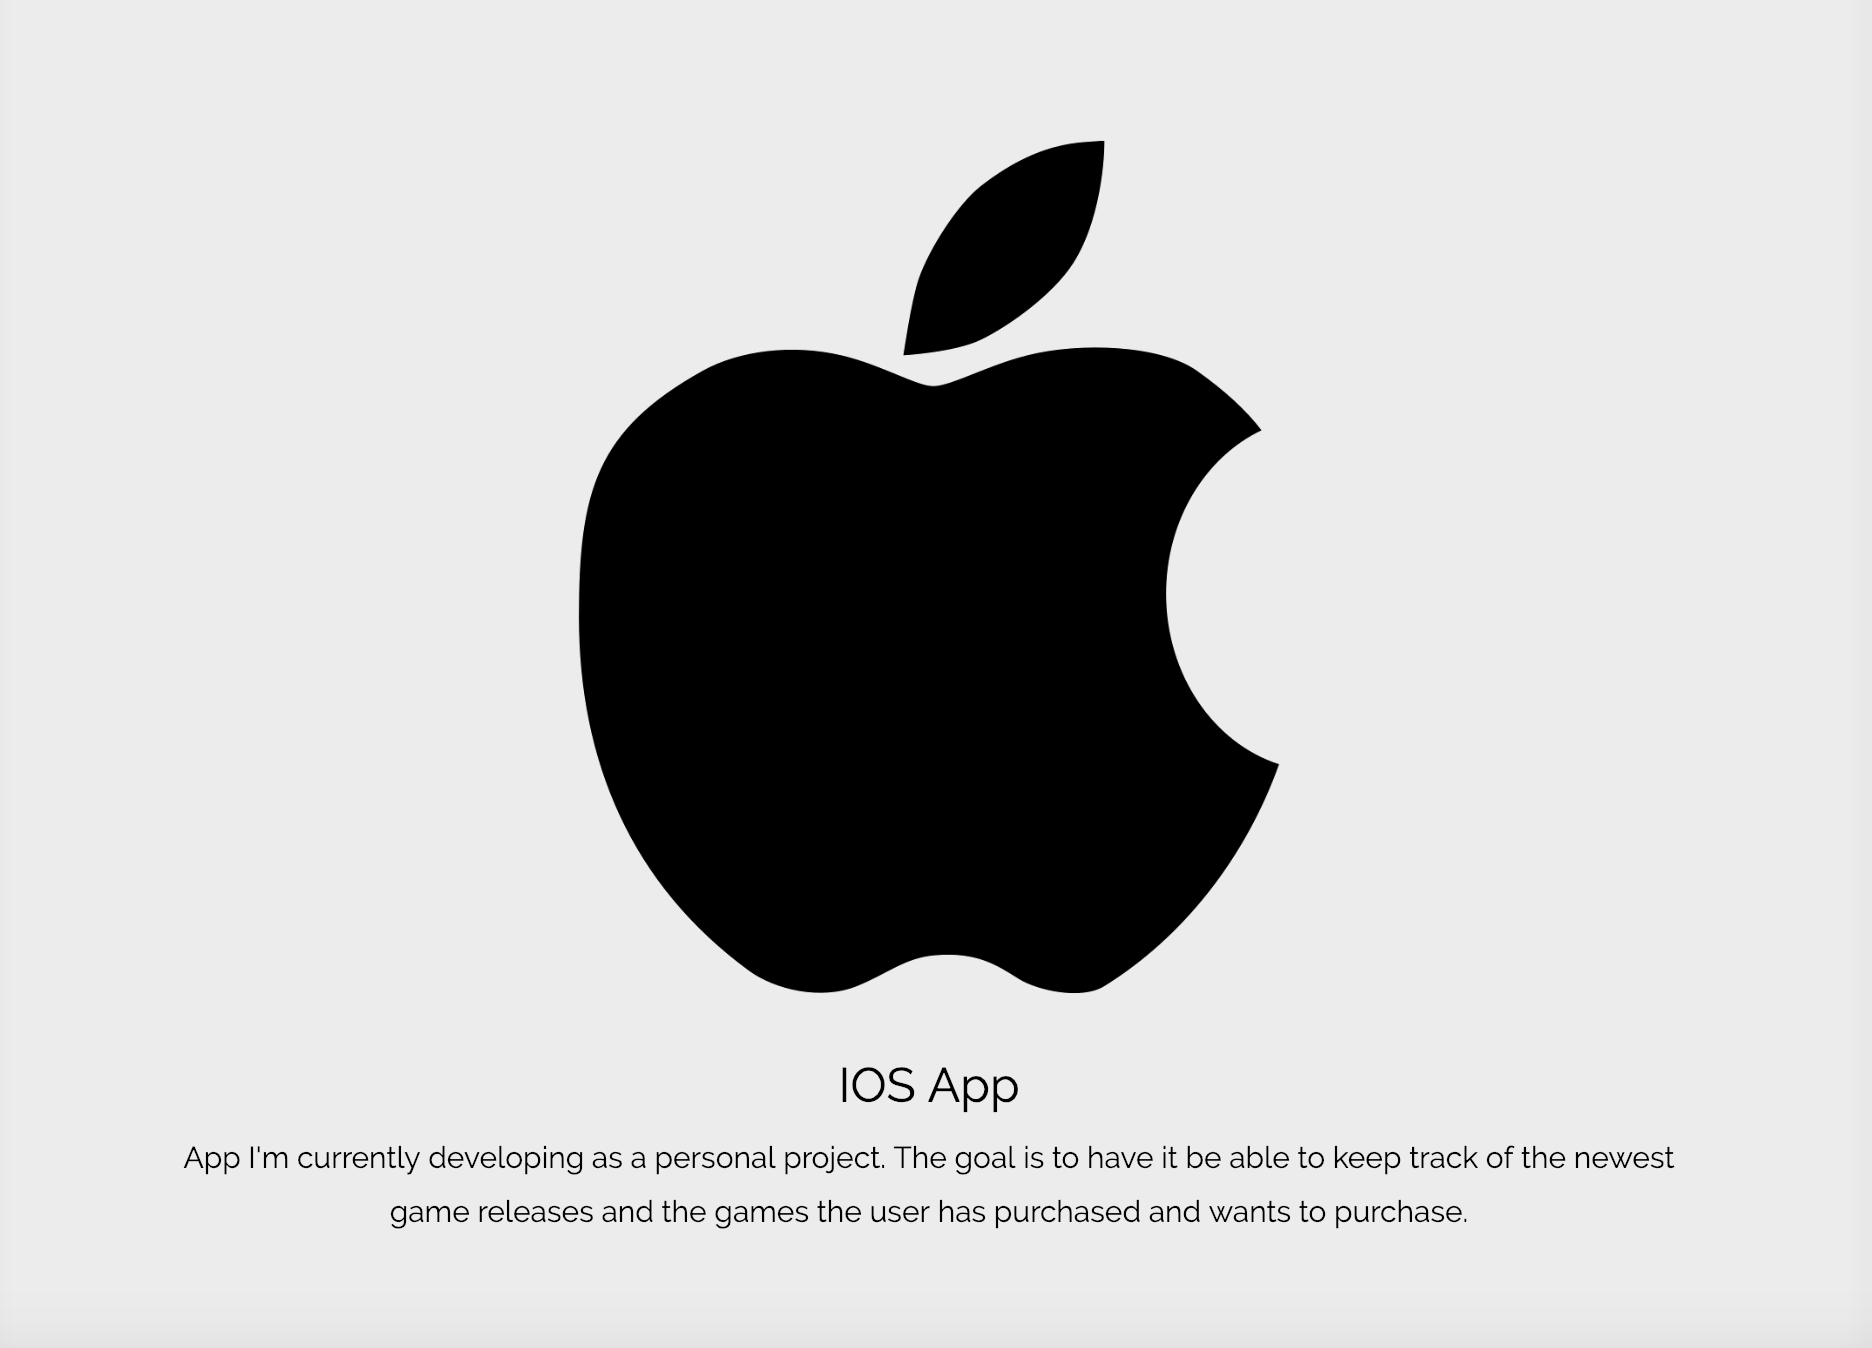 IOS App
App I'm currently developing as a personal project. The goal is to have it be able to keep track of the newest
game releases and the games the user has purchased and wants to purchase.